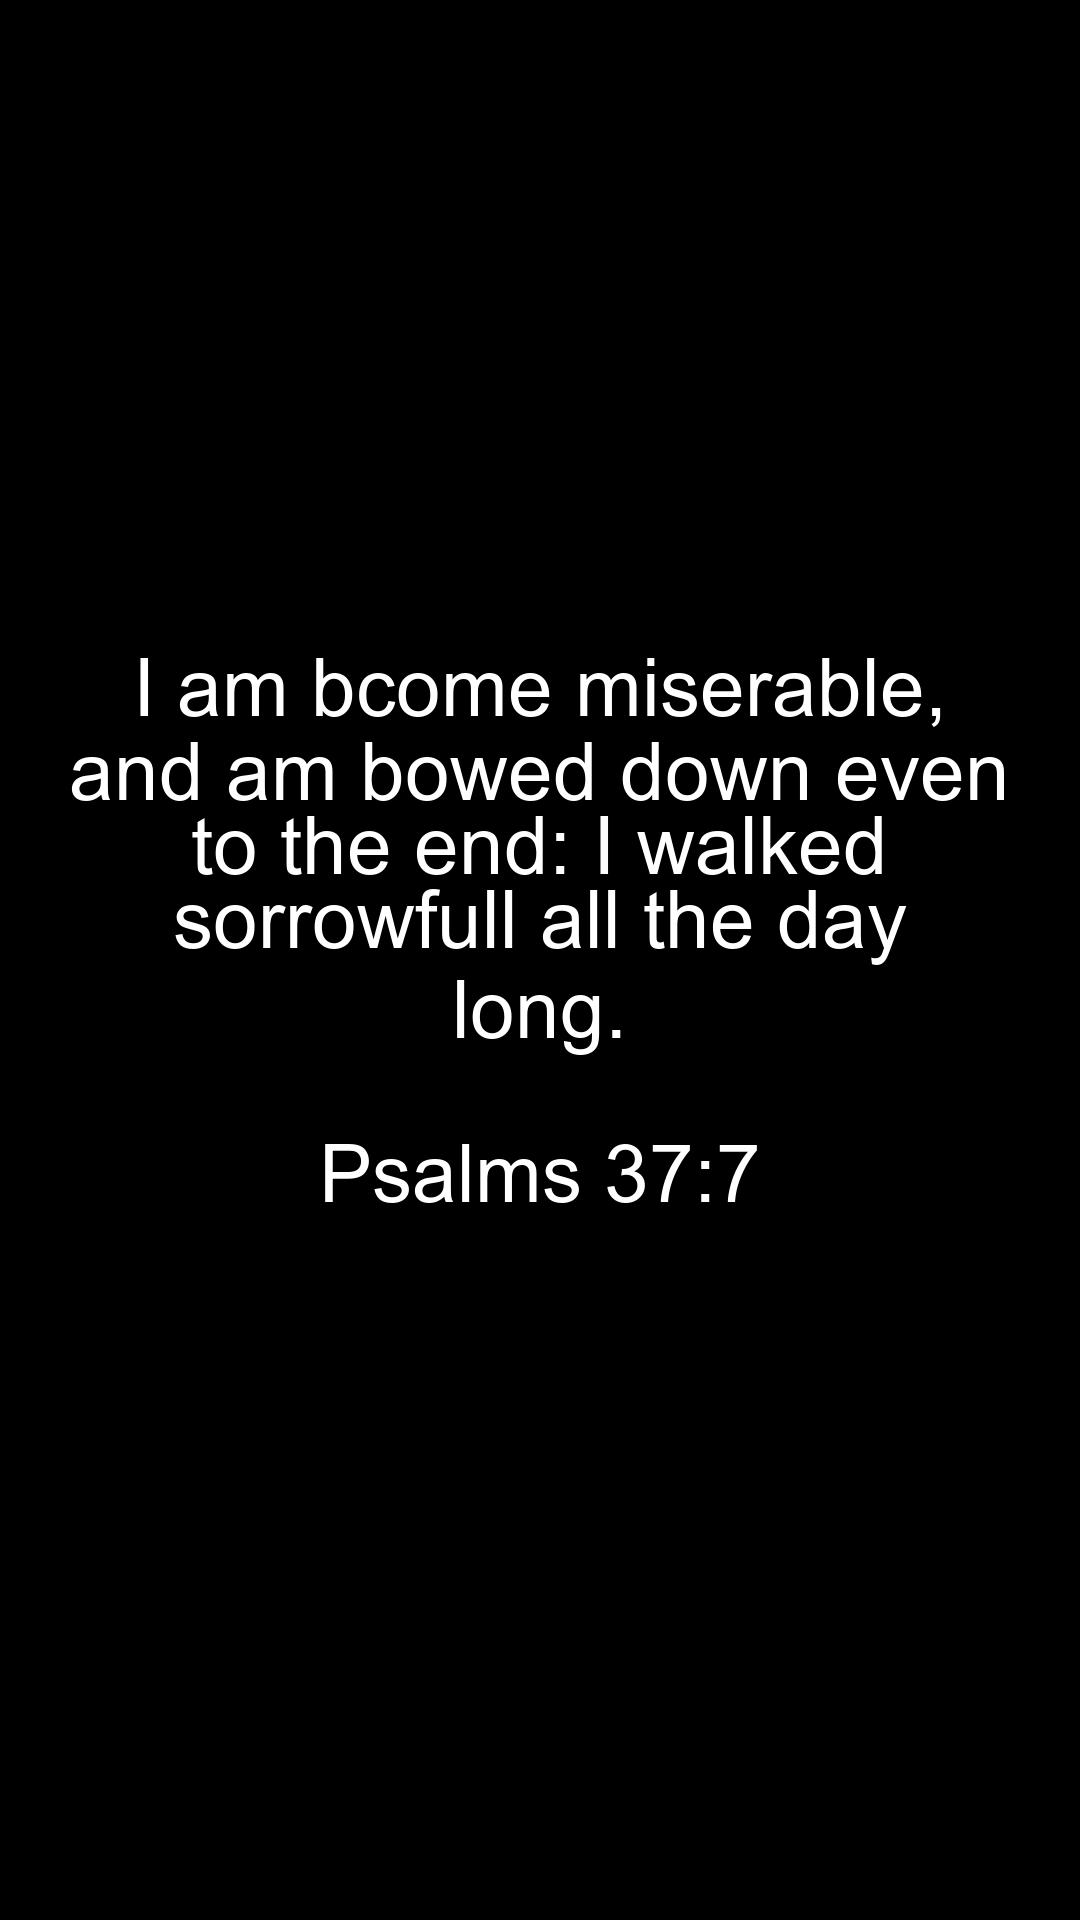 I am bcome miserable,
and am bowed down even
to the end: I walked
sorrowfull all the day
long.
Psalms 37:7